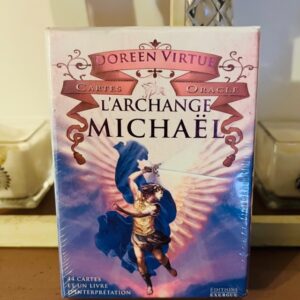 DOREEN VIRTUE
CARTES ORACLE
L'ARCHANGE
MICHAËL
44 CARTES
ET UN LIVRE
D'INTERPRÉTATION
ÉDITIONS
EXERGUE